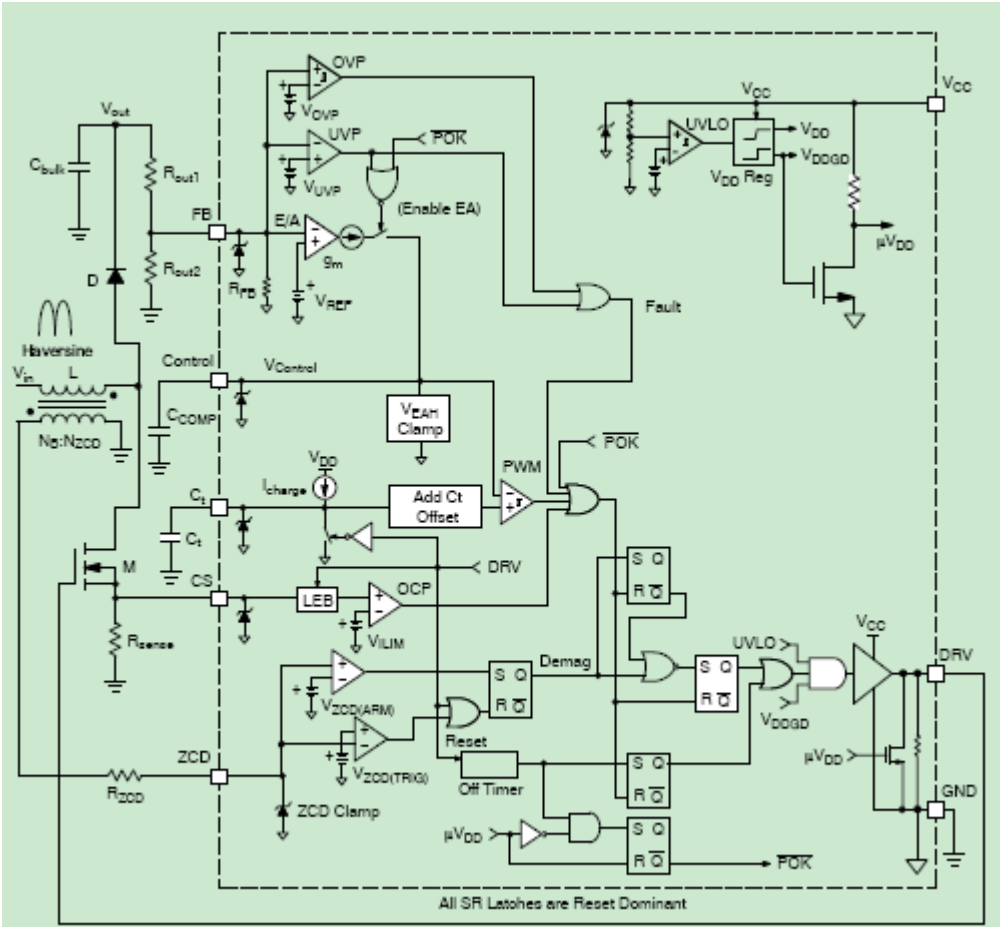 OVP
VOVP
VCC
VCC
UVLO
VDD
VDDGD
VDD Reg
Vout
Cbulk
Rout1
UVP
VUVP
POK
(Enable EA)
FB
E/A
gm
μVDD
D
Rout2
RFB
VREF
Fault
Haversine
Vin
L
NB:NZCD
Control
VControl
CCOMP
VEAH
Clamp
POK
VDD
PWM
Icharge
Ct
Add Ct
Offset
Ct
DRV
M
CS
LEB
OCP
S Q
R Q
Rsense
VILIM
UVLO
VCC
DRV
Demag
S Q
R Q
S Q
R Q
VZCD(ARM)
VDDGD
Reset
ZCD
VZCD(TRIG)
Off Timer
S Q
R Q
μVDD
GND
RZCD
ZCD Clamp
μVDD
S Q
R Q
POK
All SR Latches are Reset Dominant